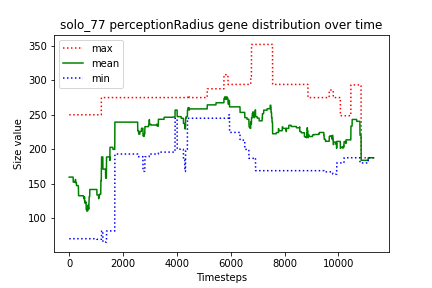 solo_77 perceptionRadius gene distribution over time
max
mean
min
Size value
350
300
250
200
150
100
0
2000
4000
6000
8000
10000
Timesteps